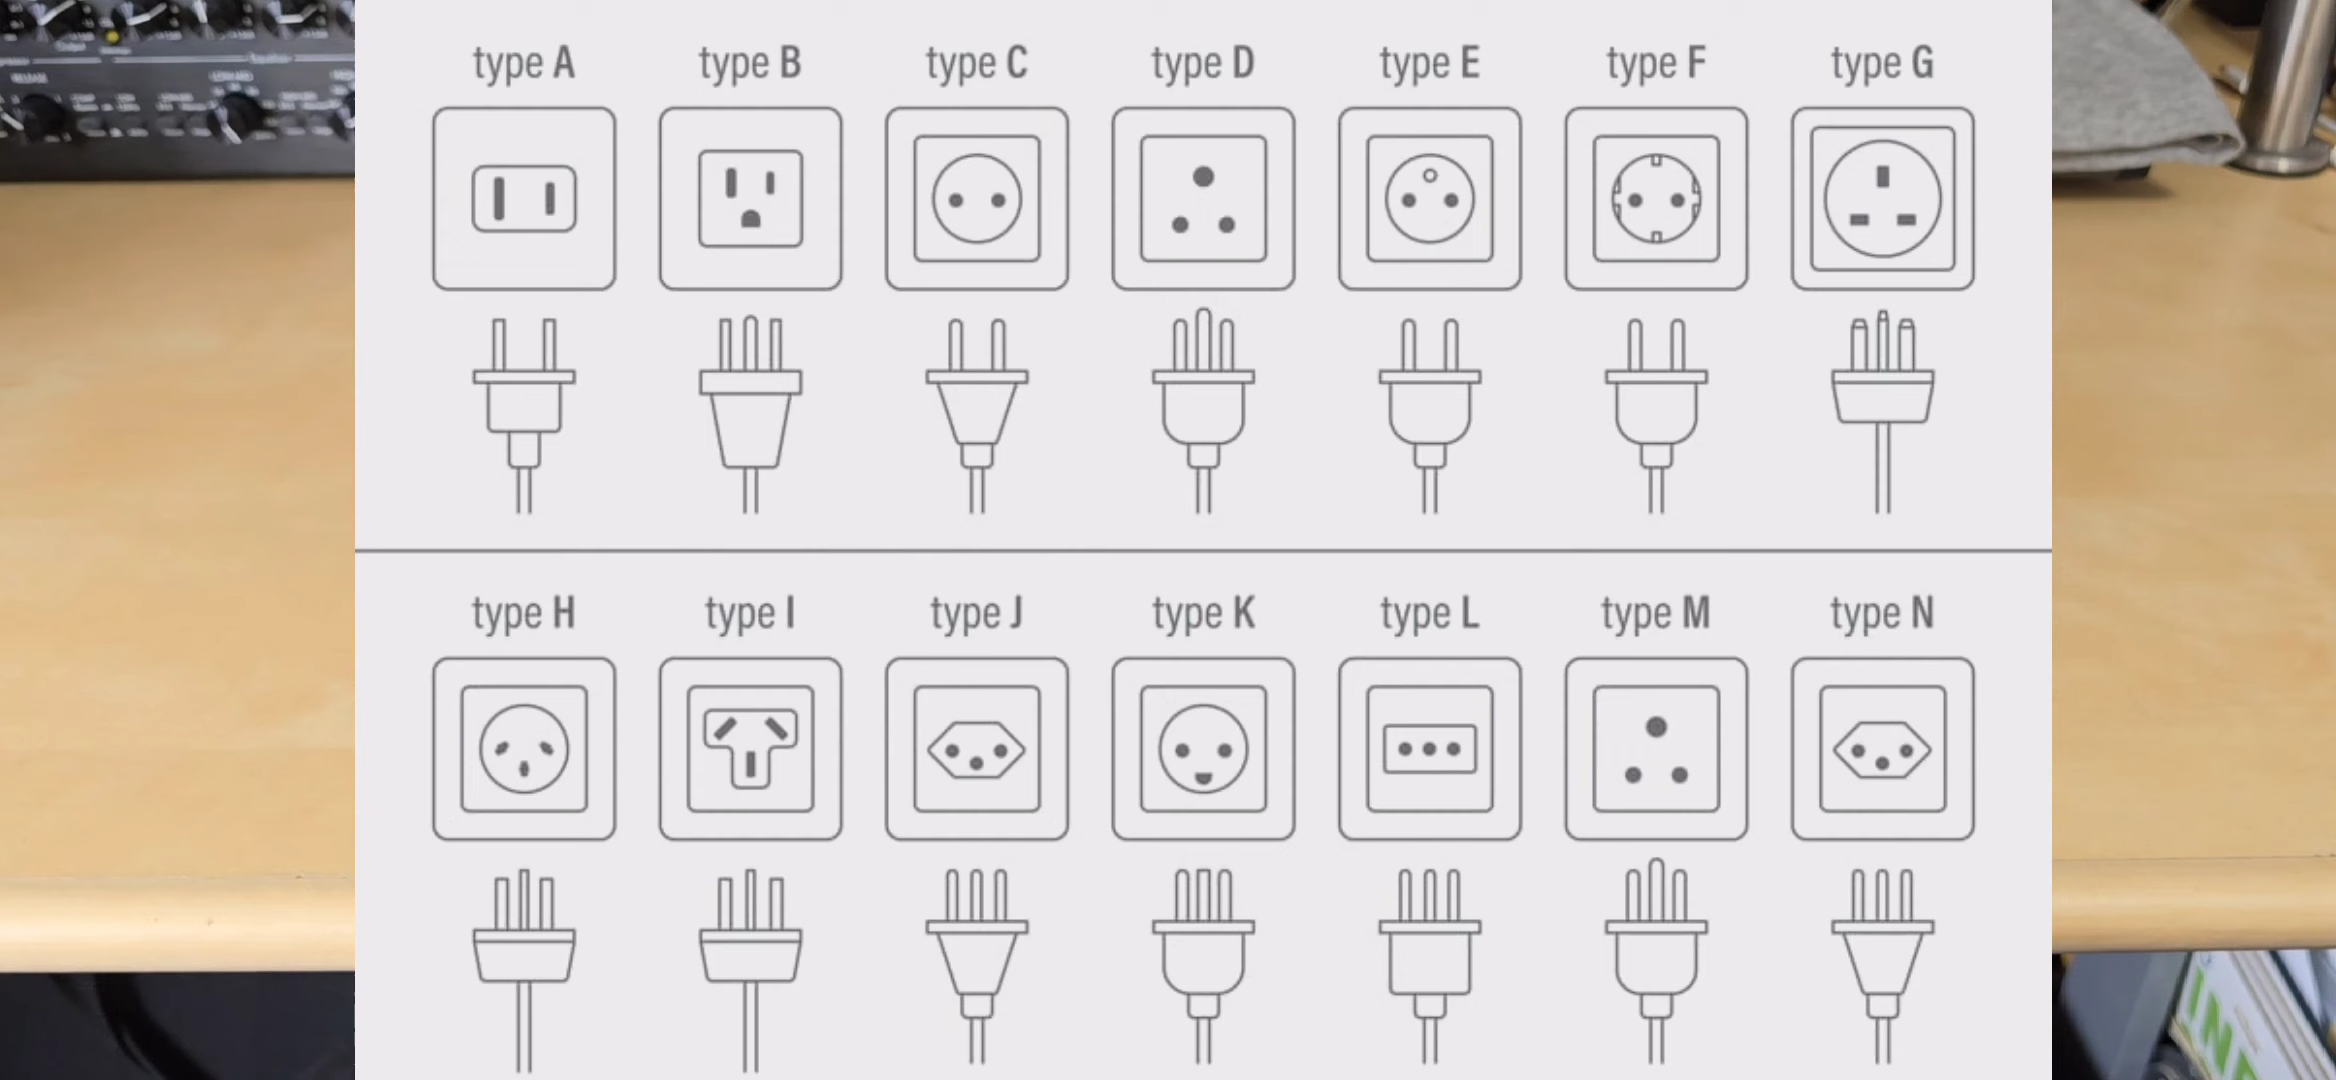 type A
type B
type C
type D
type E
type F
type G
type H
type I
type J
type K
type L
type M
type N